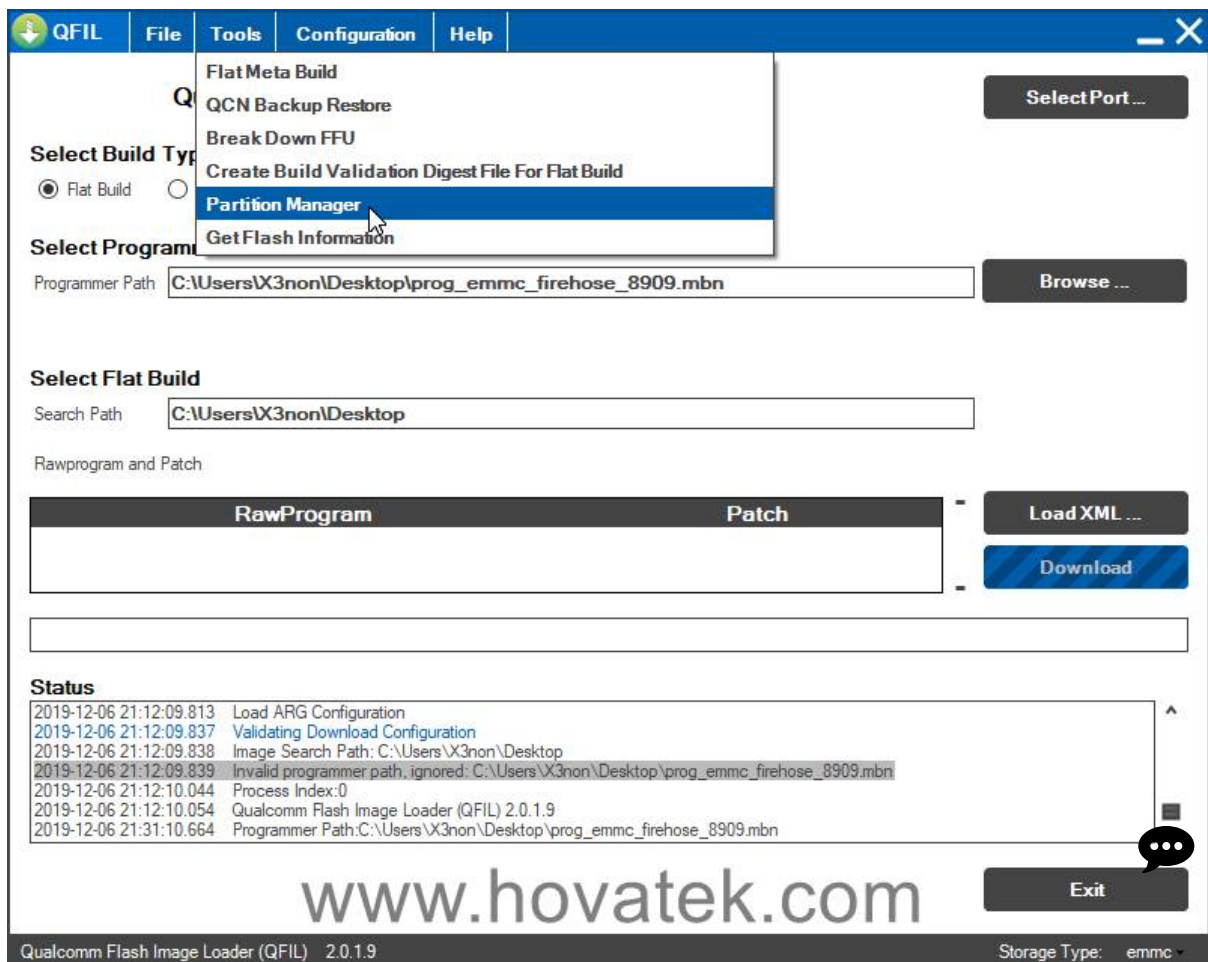 QFIL File Tools Configuration Help
Flat Meta Build
QCN Backup Restore
Break Down FFU
Create Build Validation Digest File For Flat Build
Partition Manager
Get Flash Information
Select Port ...
Flat Build
Programmer Path C:\Users\X3non\Desktop\prog_emmc_firehose_8909.mbn Browse ...
Select Flat Build
Search Path C:\Users\X3non\Desktop
Rawprogram and Patch
RawProgram Patch
Load XML ...
Download
Status
2019-12-06 21:12:09.813 Load ARG Configuration
2019-12-06 21:12:09.837 Validating Download Configuration
2019-12-06 21:12:09.838 Image Search Path: C:\Users\X3non\Desktop
2019-12-06 21:12:09.839 Invalid programmer path, ignored: C:\Users\X3non\Desktop\prog_emmc_firehose_8909.mbn
2019-12-06 21:12:10.044 Process Index:0
2019-12-06 21:12:10.054 Qualcomm Flash Image Loader (QFIL) 2.0.1.9
2019-12-06 21:31:10.664 Programmer Path:C:\Users\X3non\Desktop\prog_emmc_firehose_8909.mbn
www.hovatek.com
Exit
Qualcomm Flash Image Loader (QFIL) 2.0.1.9 Storage Type: emmc